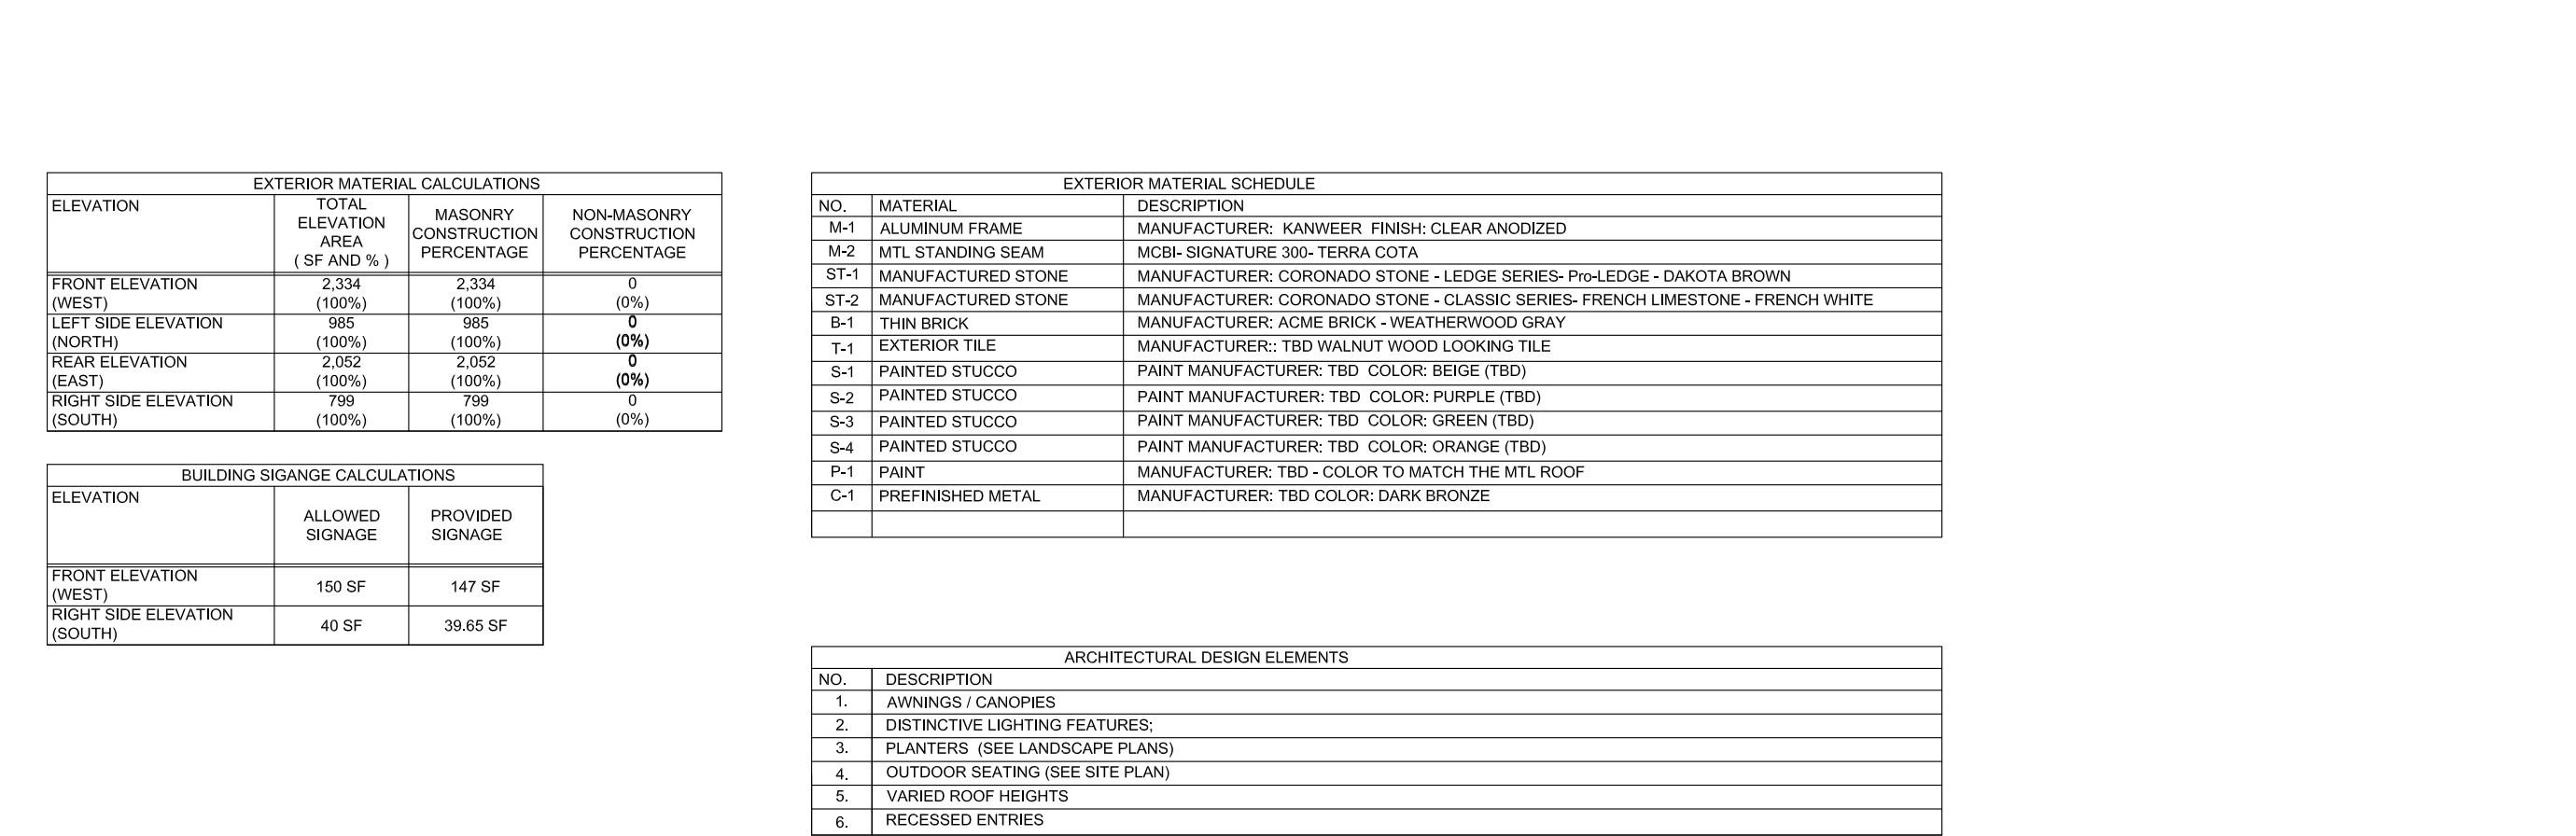 EXTERIOR MATERIAL CALCULATIONS
ELEVATION
TOTAL
ELEVATION
AREA
( SF AND % )
MASONRY
CONSTRUCTION
PERCENTAGE
NON-MASONRY
CONSTRUCTION
PERCENTAGE
FRONT ELEVATION 2,334 2,334 0
(WEST) (100%) (100%) (0%)
LEFT SIDE ELEVATION 985 985 0
(NORTH) (100%) (100%) (0%)
REAR ELEVATION 2,052 2,052 0
(EAST) (100%) (100%) (0%)
RIGHT SIDE ELEVATION 799 799 0
(SOUTH) (100%) (100%) (0%)
BUILDING SIGANGE CALCULATIONS
ELEVATION
ALLOWED
SIGNAGE
PROVIDED
SIGNAGE
FRONT ELEVATION
(WEST)
150 SF 147 SF
RIGHT SIDE ELEVATION
(SOUTH)
40 SF 39.65 SF
EXTERIOR MATERIAL SCHEDULE
NO. MATERIAL DESCRIPTION
M-1 ALUMINUM FRAME MANUFACTURER: KANWEER FINISH: CLEAR ANODIZED
M-2 MTL STANDING SEAM MCBI- SIGNATURE 300- TERRA COTA
ST-1 MANUFACTURED STONE MANUFACTURER: CORONADO STONE - LEDGE SERIES- Pro-LEDGE - DAKOTA BROWN
ST-2 MANUFACTURED STONE MANUFACTURER: CORONADO STONE - CLASSIC SERIES- FRENCH LIMESTONE - FRENCH WHITE
B-1 THIN BRICK MANUFACTURER: ACME BRICK - WEATHERWOOD GRAY
T-1 EXTERIOR TILE MANUFACTURER:: TBD WALNUT WOOD LOOKING TILE
S-1 PAINTED STUCCO PAINT MANUFACTURER: TBD COLOR: BEIGE (TBD)
S-2 PAINTED STUCCO PAINT MANUFACTURER: TBD COLOR: PURPLE (TBD)
S-3 PAINTED STUCCO PAINT MANUFACTURER: TBD COLOR: GREEN (TBD)
S-4 PAINTED STUCCO PAINT MANUFACTURER: TBD COLOR: ORANGE (TBD)
P-1 PAINT MANUFACTURER: TBD - COLOR TO MATCH THE MTL ROOF
C-1 PREFINISHED METAL MANUFACTURER: TBD COLOR: DARK BRONZE
ARCHITECTURAL DESIGN ELEMENTS
NO. DESCRIPTION
1. AWNINGS / CANOPIES
2. DISTINCTIVE LIGHTING FEATURES;
3. PLANTERS (SEE LANDSCAPE PLANS)
4. OUTDOOR SEATING (SEE SITE PLAN)
5. VARIED ROOF HEIGHTS
6. RECESSED ENTRIES